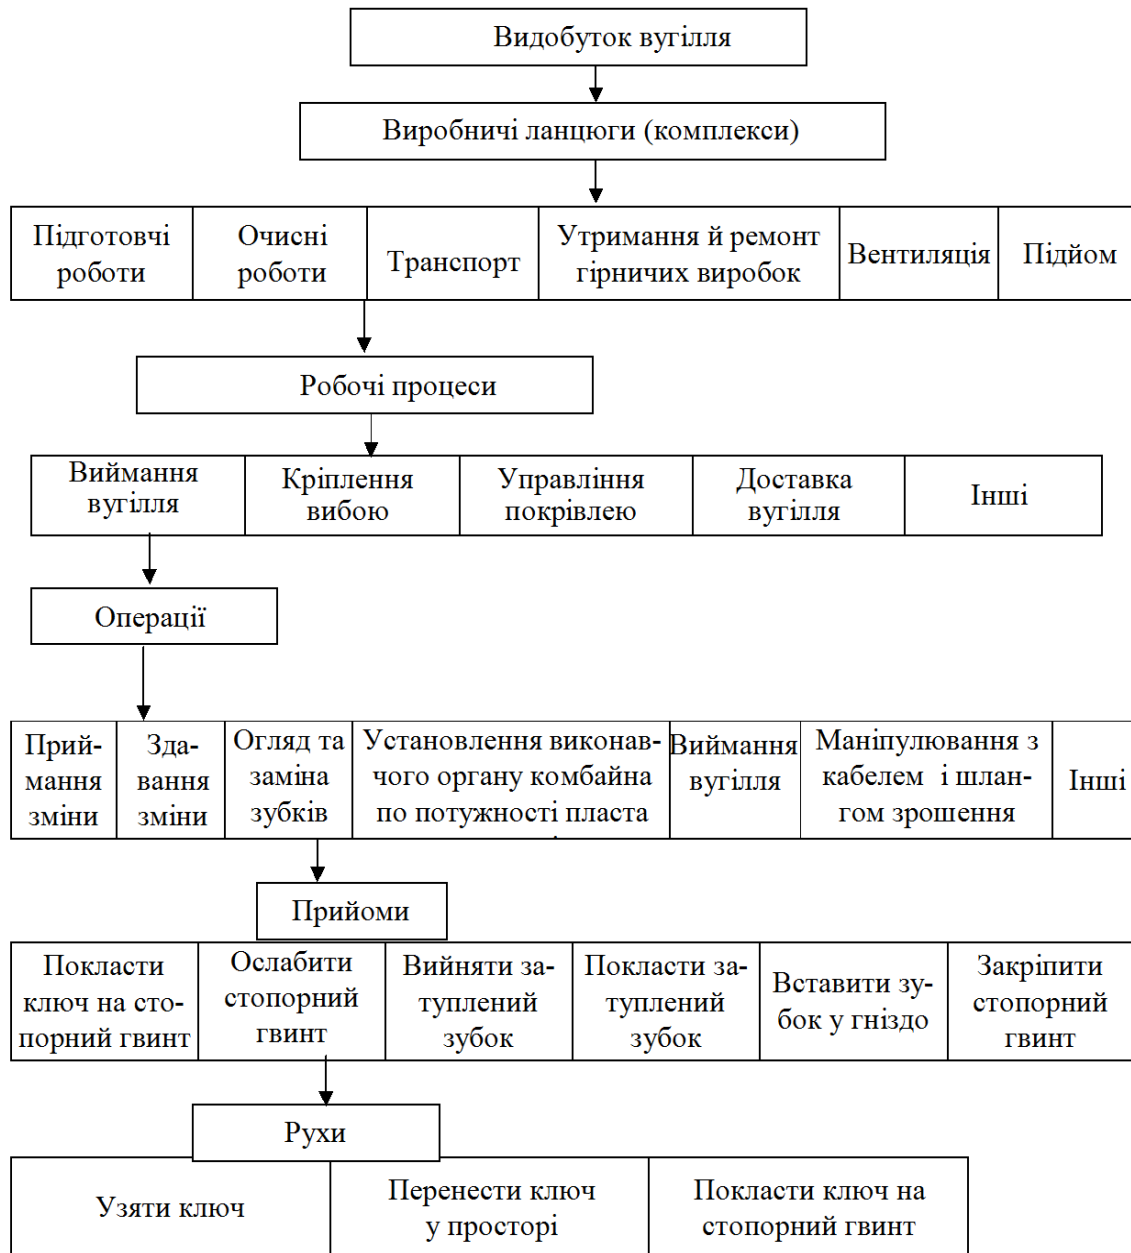 Видобуток вугілля
Виробничі ланцюги (комплекси)
Підготовчі
роботи
Очисні
роботи
Транспорт
Утримання й ремонт
гірничих виробок
Вентиляція
Підйом
Робочі процеси
Виймання
вугілля
Кріплення
вибою
Управління
покрівлею
Доставка
вугілля
Інші
Операції
Прий-
мання
зміни
Зда-
вання
зміни
Огляд та
заміна
зубків
Установлення виконав-
чого органу комбайна
по потужності пласта
Виймання
вугілля
Маніпулювання з
кабелем і шлан-
гом зрошення
Інші
Прийоми
Покласти
ключ на сто-
порний гвинт
Ослабити
стопорний
гвинт
Вийняти за-
туплений
зубок
Покласти за-
туплений
зубок
Вставити зу-
бок у гніздо
Закріпити
стопорний
гвинт
Рухи
Узяти ключ
Перенести ключ
у просторі
Покласти ключ на
стопорний гвинт